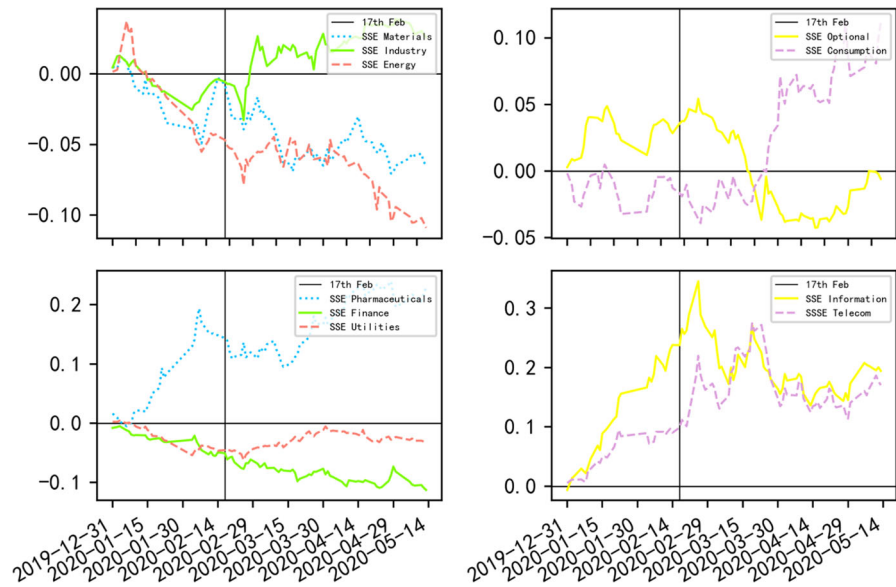 0.00
−0.05
−0.10
17th Feb
SSE Materials
SSE Industry
SSE Energy
0.10
0.05
0.00
−0.05
17th Feb
SSE Optional
SSE Consumption
0.2
0.1
0.0
−0.1
17th Feb
SSE Pharmaceuticals
SSE Finance
SSE Utilities
0.3
0.2
0.1
0.0
17th Feb
SSE Information
SSSE Telecom
2019−12−31
2020−01−15
2020−01−30
2020−02−14
2020−02−29
2020−03−15
2020−03−30
2020−04−14
2020−04−29
2020−05−14
2019−12−31
2020−01−15
2020−01−30
2020−02−14
2020−02−29
2020−03−15
2020−03−30
2020−04−14
2020−04−29
2020−05−14